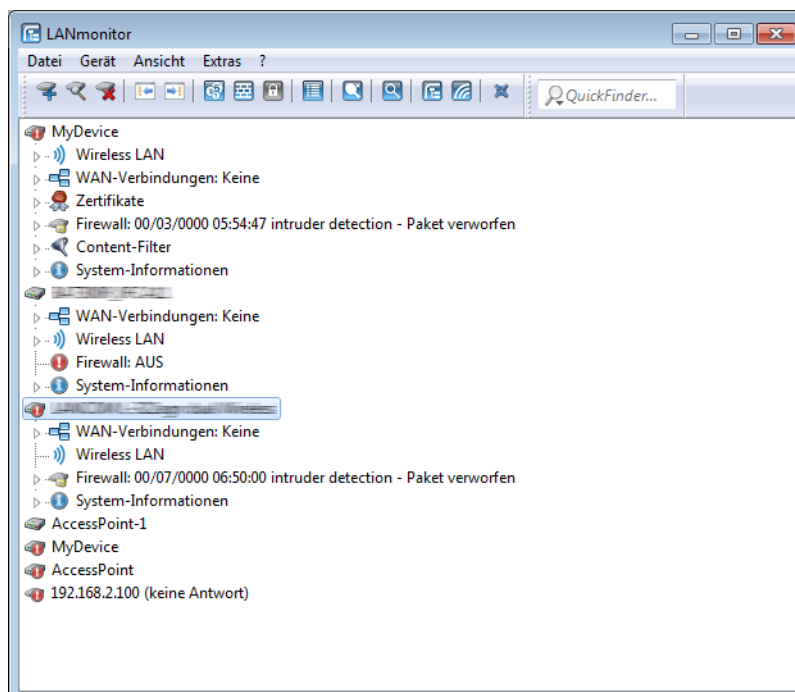 LANmonitor
Datei Gerät Ansicht Extras ?
QuickFinder...
MyDevice
Wireless LAN
WAN-Verbindungen: Keine
Zertifikate
Firewall: 00/03/0000 05:54:47 intruder detection - Paket verworfen
Content-Filter
System-Informationen
WAN-Verbindungen: Keine
Wireless LAN
Firewall: AUS
System-Informationen
WAN-Verbindungen: Keine
Wireless LAN
Firewall: 00/07/0000 06:50:00 intruder detection - Paket verworfen
System-Informationen
AccessPoint-1
MyDevice
AccessPoint
192.168.2.100 (keine Antwort)